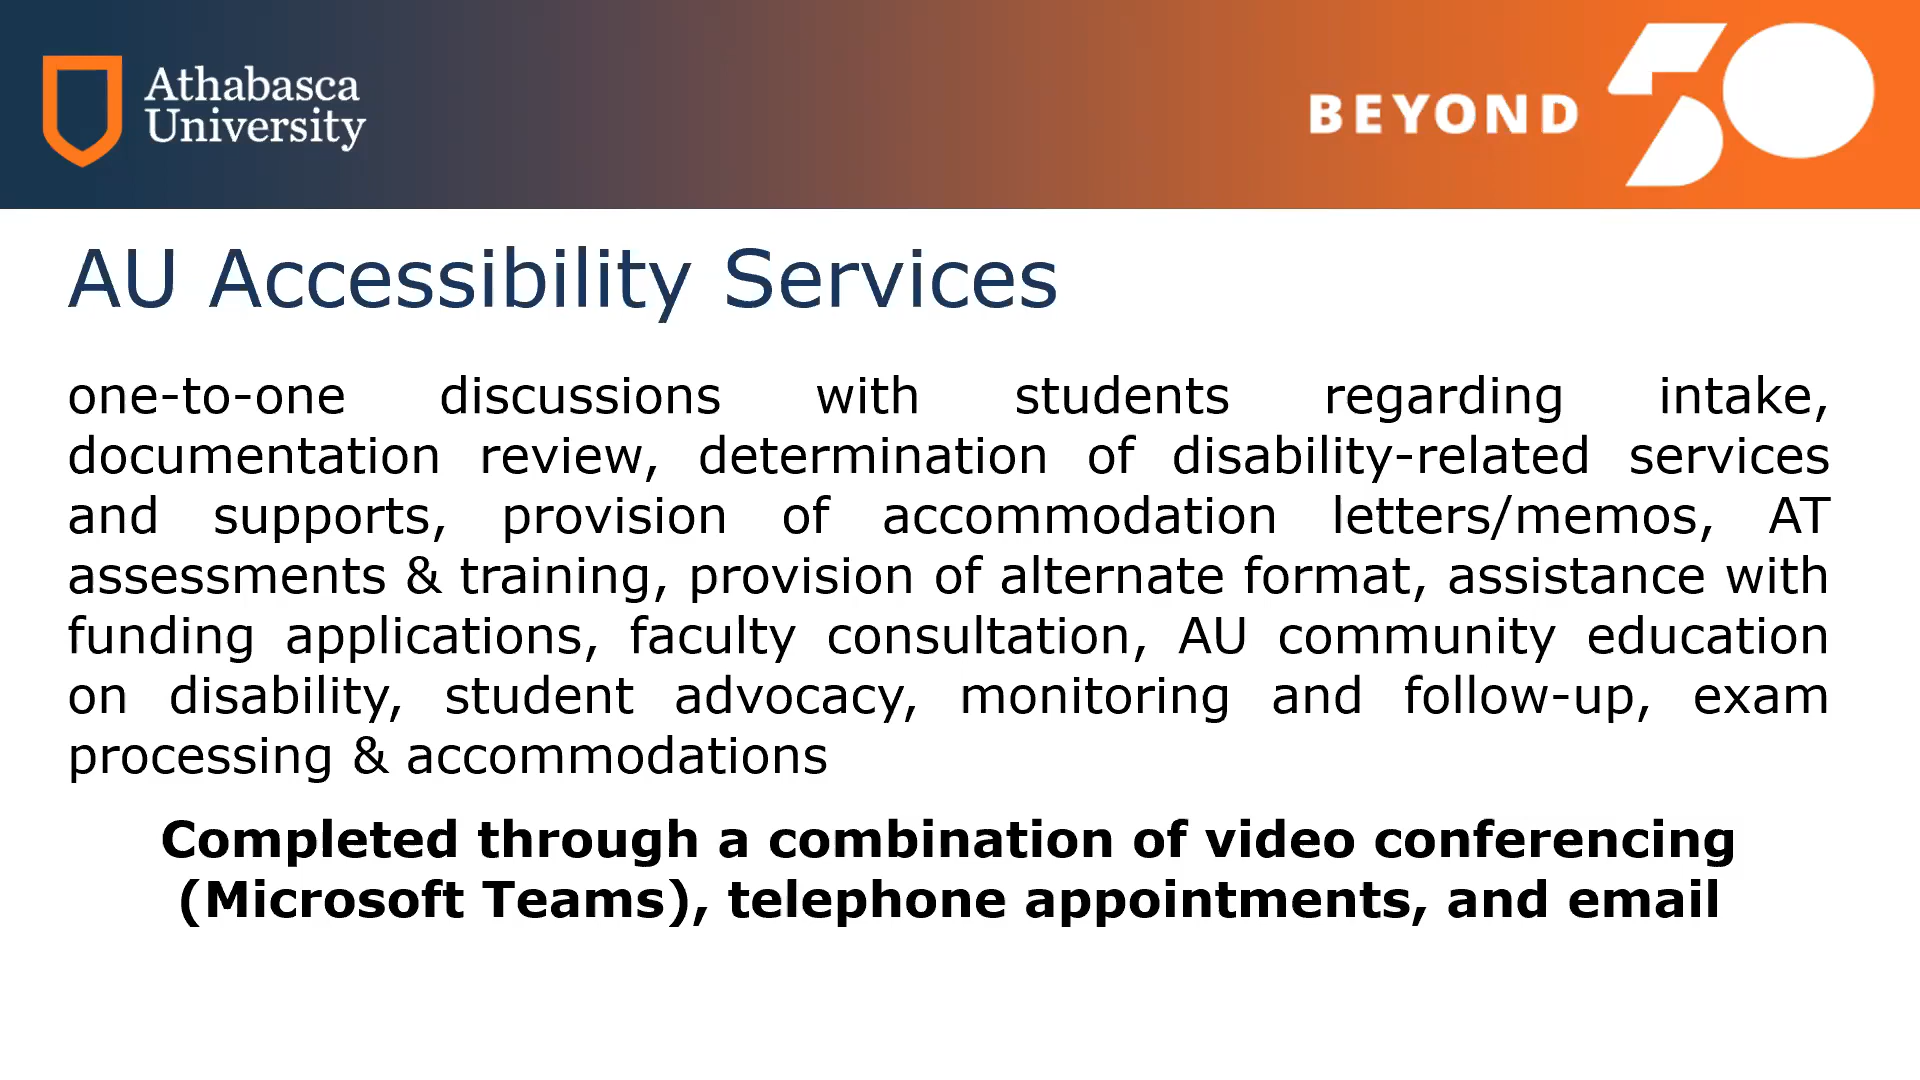 Athabasca
University
BEYOND 50
AU Accessibility Services
one-to-one discussions with students regarding intake,
documentation review, determination of disability-related services
and supports, provision of accommodation letters/memos, AT
assessments & training, provision of alternate format, assistance with
funding applications, faculty consultation, AU community education
on disability, student advocacy, monitoring and follow-up, exam
processing & accommodations
Completed through a combination of video conferencing
(Microsoft Teams), telephone appointments, and email